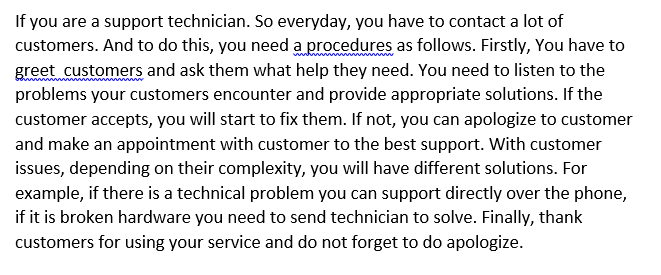 If you are a support technician. So everyday, you have to contact a lot of
customers. And to do this, you need a procedures as follows. Firstly, You have to
greet  customers and ask them what help they need. You need to listen to the
problems your customers encounter and provide appropriate solutions. If the
customer accepts, you will start to fix them. If not, you can apologize to customer
and make an appointment with customer to the best support. With customer
issues, depending on their complexity, you will have different solutions. For
example, if there is a technical problem you can support directly over the phone,
if it is broken hardware you need to send technician to solve. Finally, thank
customers for using your service and do not forget to do apologize.